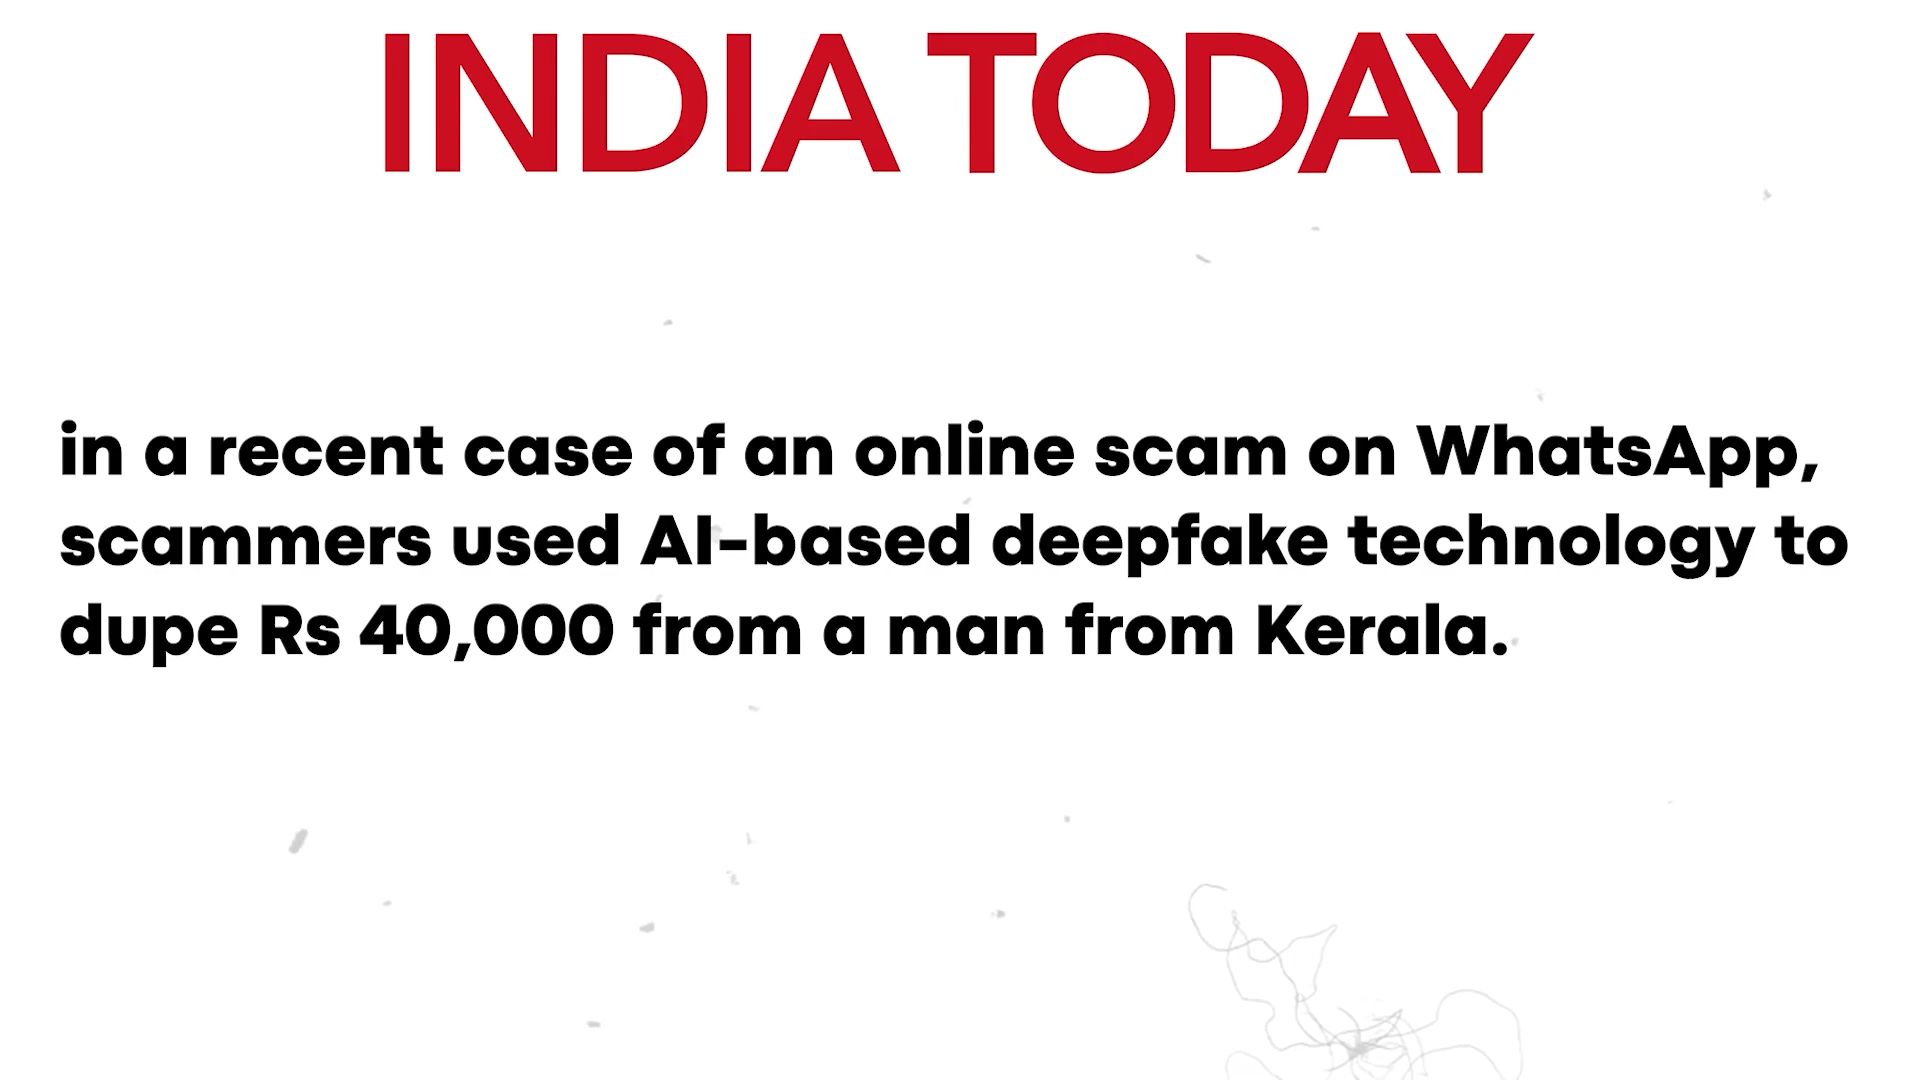 INDIA TODAY
in a recent case of an online scam on WhatsApp,
scammers used AI-based deepfake technology to
dupe Rs 40,000 from a man from Kerala.